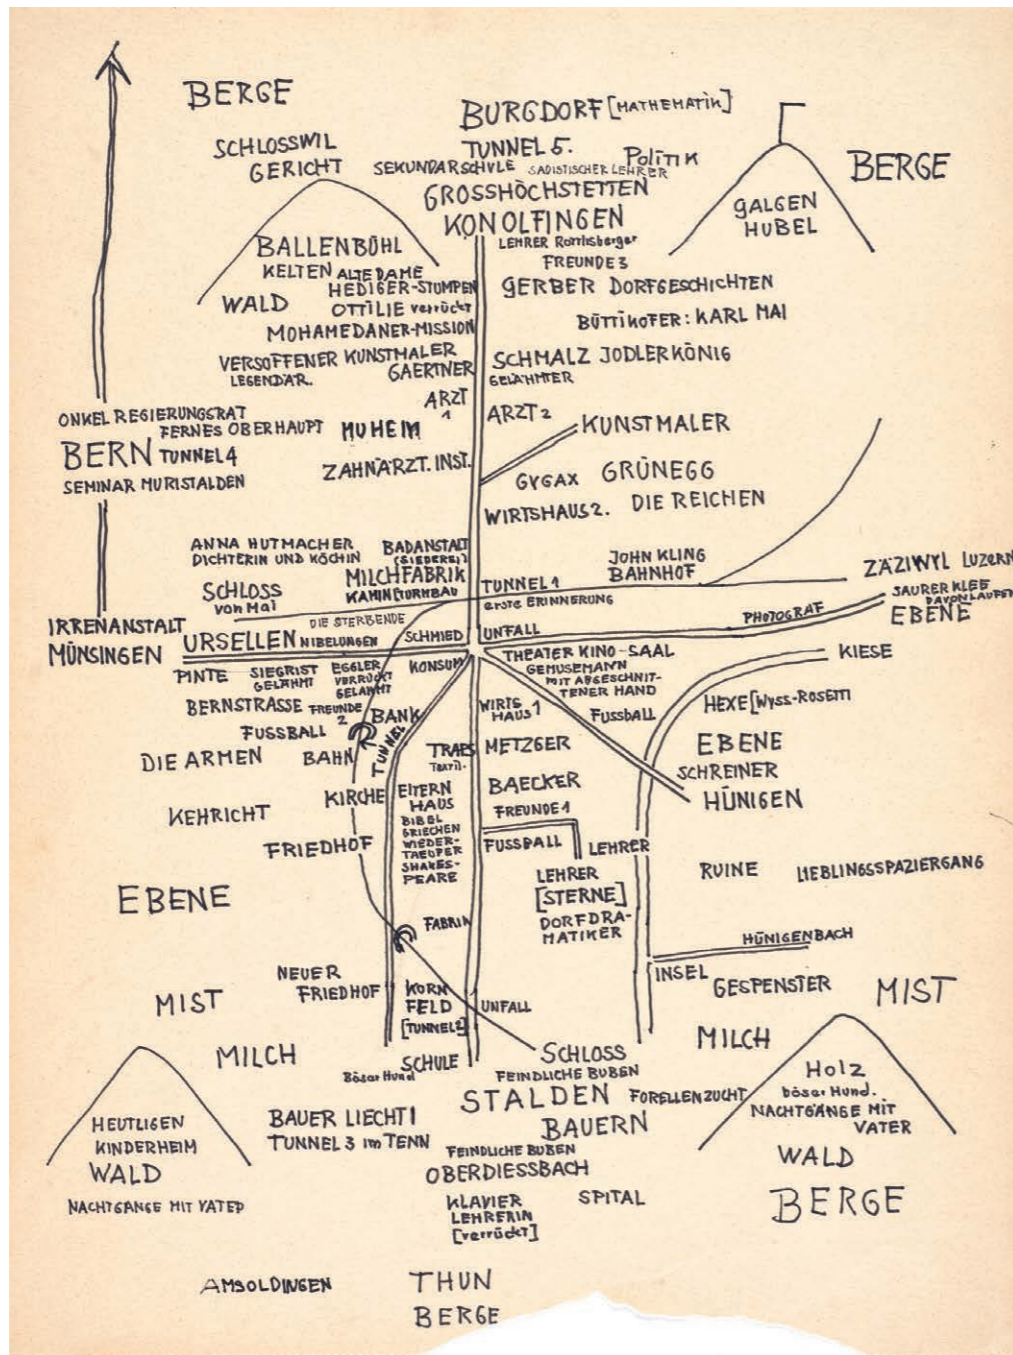 BERGE
BURGDORF [MATHEMATiK]
SCHLOSSWIL
GERICHT
TUNNEL 5.
POLiTiK
SEKUNDARSCHULE SADISTISCHER LEHRER
GROSSHÖCHSTETTEN
KONOLFINGEN
BERGE
GALGEN
HUBEL
LEHRER Röthlisberger
FREUNDE 3
BALLENBÜHL
KELTEN ALTE DAME
HEDIGER-STUMPEN
WALD
OTTILIE verrückt
MOHAMEDANER-MISSION
GERBER DORFGESCHICHTEN
BÜTTIKOFER: KARL MAI
VERSOFFENER KUNSTMALER
LEGENDÄR.
GAERTNER
SCHMALZ JODLERKÖNIG
GELÄHMTER
ARZT
1
ARZT 2
ONKEL REGIERUNGSRAT
FERNES OBERHAUPT
BERN TUNNEL 4
SEMINAR MURISTALDEN
MUHEIM
KUNSTMALER
ZAHNÄRZT. INST.
GYGAX GRÜNEGG
WIRTSHAUS 2. DIE REICHEN
ANNA HUTMACHER
DICHTERIN UND KÖCHIN
BADANSTALT
(SIEDEREI)
MILCHFABRIK
KAMIN (TURMBAU
SCHLOSS
von Mai
DIE STERBENDE
JOHN KLING
BAHNHOF
TUNNEL 1
erste ERINNERUNG
ZÄZIWYL LUZERN
SAURER KLEE
DAVONLAUFEN
EBENE
PHOTOGRAF
IRRENANSTALT
MÜNSINGEN
URSELLEN NIBELUNGEN
SCHMIED
UNFALL
THEATER KINO-SAAL
GEMÜSEMANN
MIT ABGESCHNIT-
TENER HAND
KIESE
PINTE
SIEGRIST
GELÄHMT
EGGLER
VERRÜCKT
GELÄHMT
KONSUM
BERNSTRASSE FREUNDE
2
FUSSBALL
BANK
WIRTS
HAUS 1
FUSSBALL
HEXE [Wyss-Rosetti
DIE ARMEN
BAHN
TUNNEL
TRAES
Textil.
METZGER
EBENE
SCHREINER
HÜNIGEN
KEHRICHT
KIRCHE
ELTERN
HAUS
BIBEL
GRIECHEN
WIEDER-
TAEUFER
SHAKES-
PEARE
BAECKER
FREUNDE 1
FUSSBALL
LEHRER
FRIEDHOF
LEHRER
[STERNE]
DORFDRA-
MATIKER
RUINE
LIEBLINGSSPAZIERGANG
EBENE
FABRIK
HÜNIGENBACH
NEUER
FRIEDHOF
KORN
FELD
[TUNNEL 2]
UNFALL
INSEL
GESPENSTER
MIST
MIST
MILCH
SCHULE
Böser Hund
SCHLOSS
FEINDLICHE BUBEN
MILCH
STALDEN
FORELLENZUCHT
BAUERN
Holz
böser Hund.
NACHTGÄNGE MIT
VATER
WALD
BERGE
HEUTLIGEN
KINDERHEIM
WALD
NACHTGÄNGE MIT VATER
BAUER LIECHTI
TUNNEL 3 im TENN
FEINDLICHE BUBEN
OBERDIESSBACH
KLAVIER
LEHRERIN
[verrückt]
SPITAL
AMSOLDINGEN
THUN
BERGE